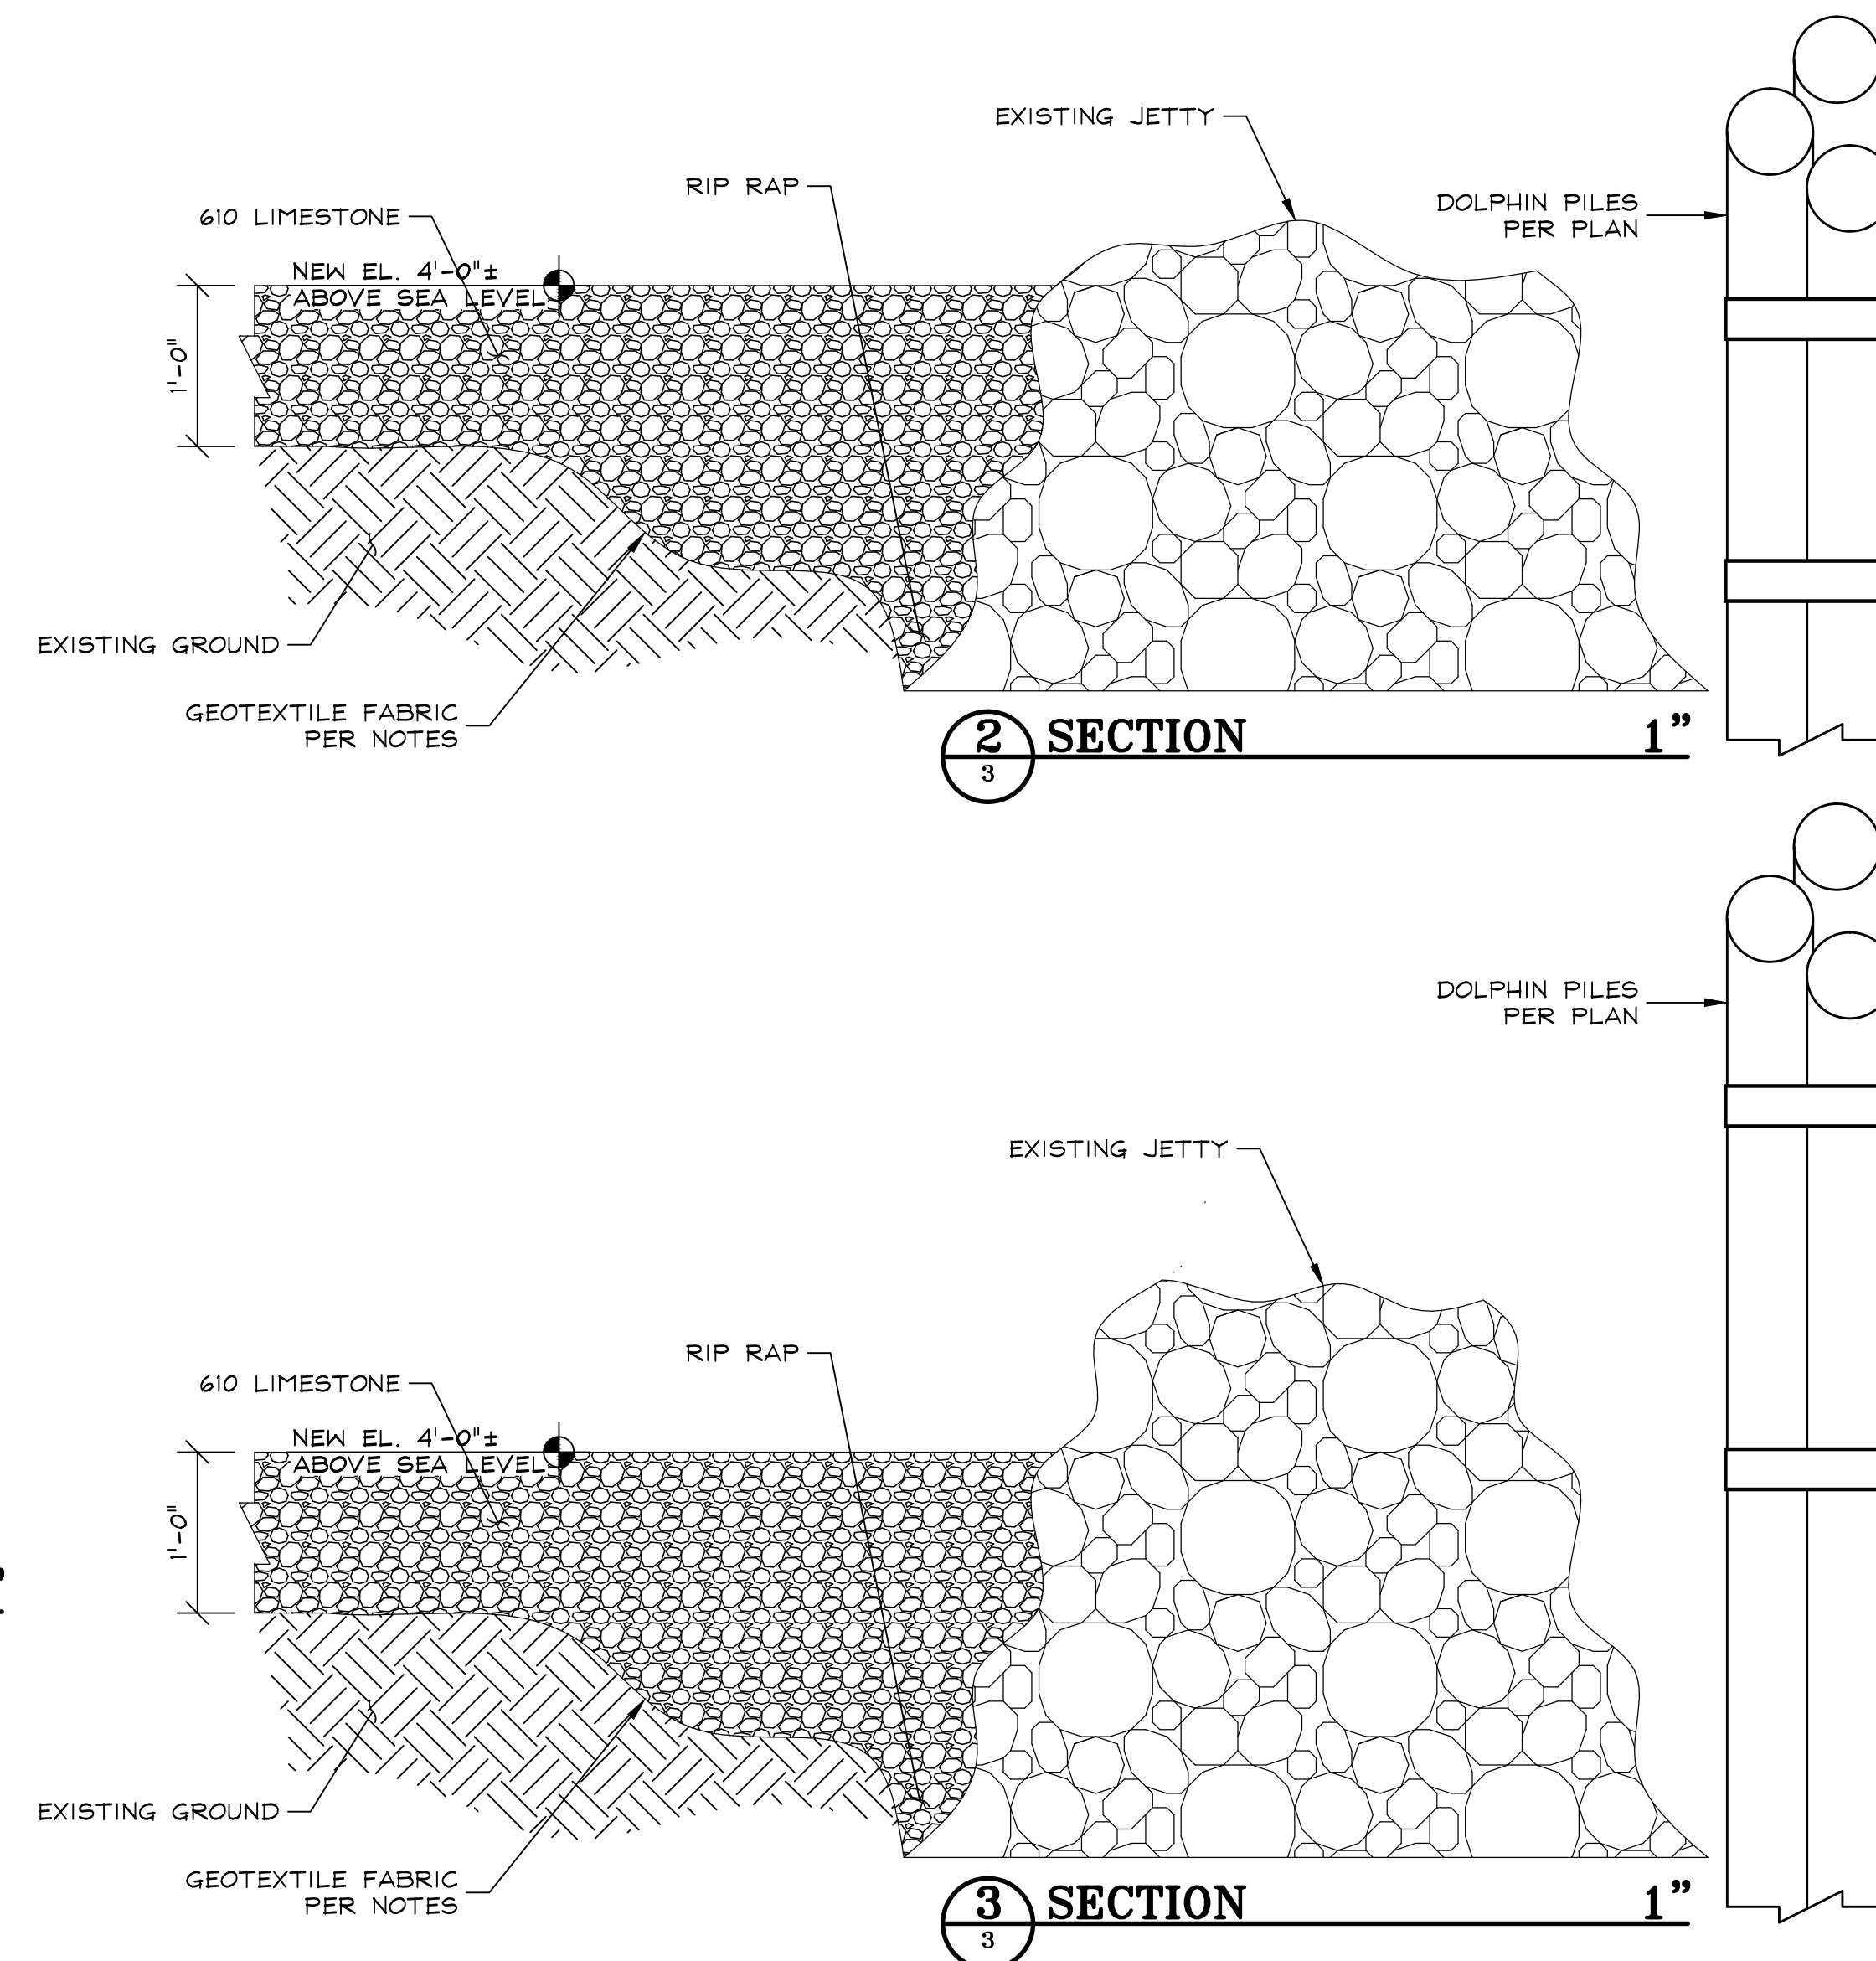 EXISTING JETTY
RIP RAP
DOLPHIN PILES
PER PLAN
610 LIMESTONE
NEW EL. 4'-0"±
ABOVE SEA LEVEL
1'-0"
EXISTING GROUND
GEOTEXTILE FABRIC
PER NOTES
2 SECTION 1”
3
DOLPHIN PILES
PER PLAN
EXISTING JETTY
RIP RAP
610 LIMESTONE
NEW EL. 4'-0"±
ABOVE SEA LEVEL
1'-0"
EXISTING GROUND
GEOTEXTILE FABRIC
PER NOTES
3 SECTION 1”
3